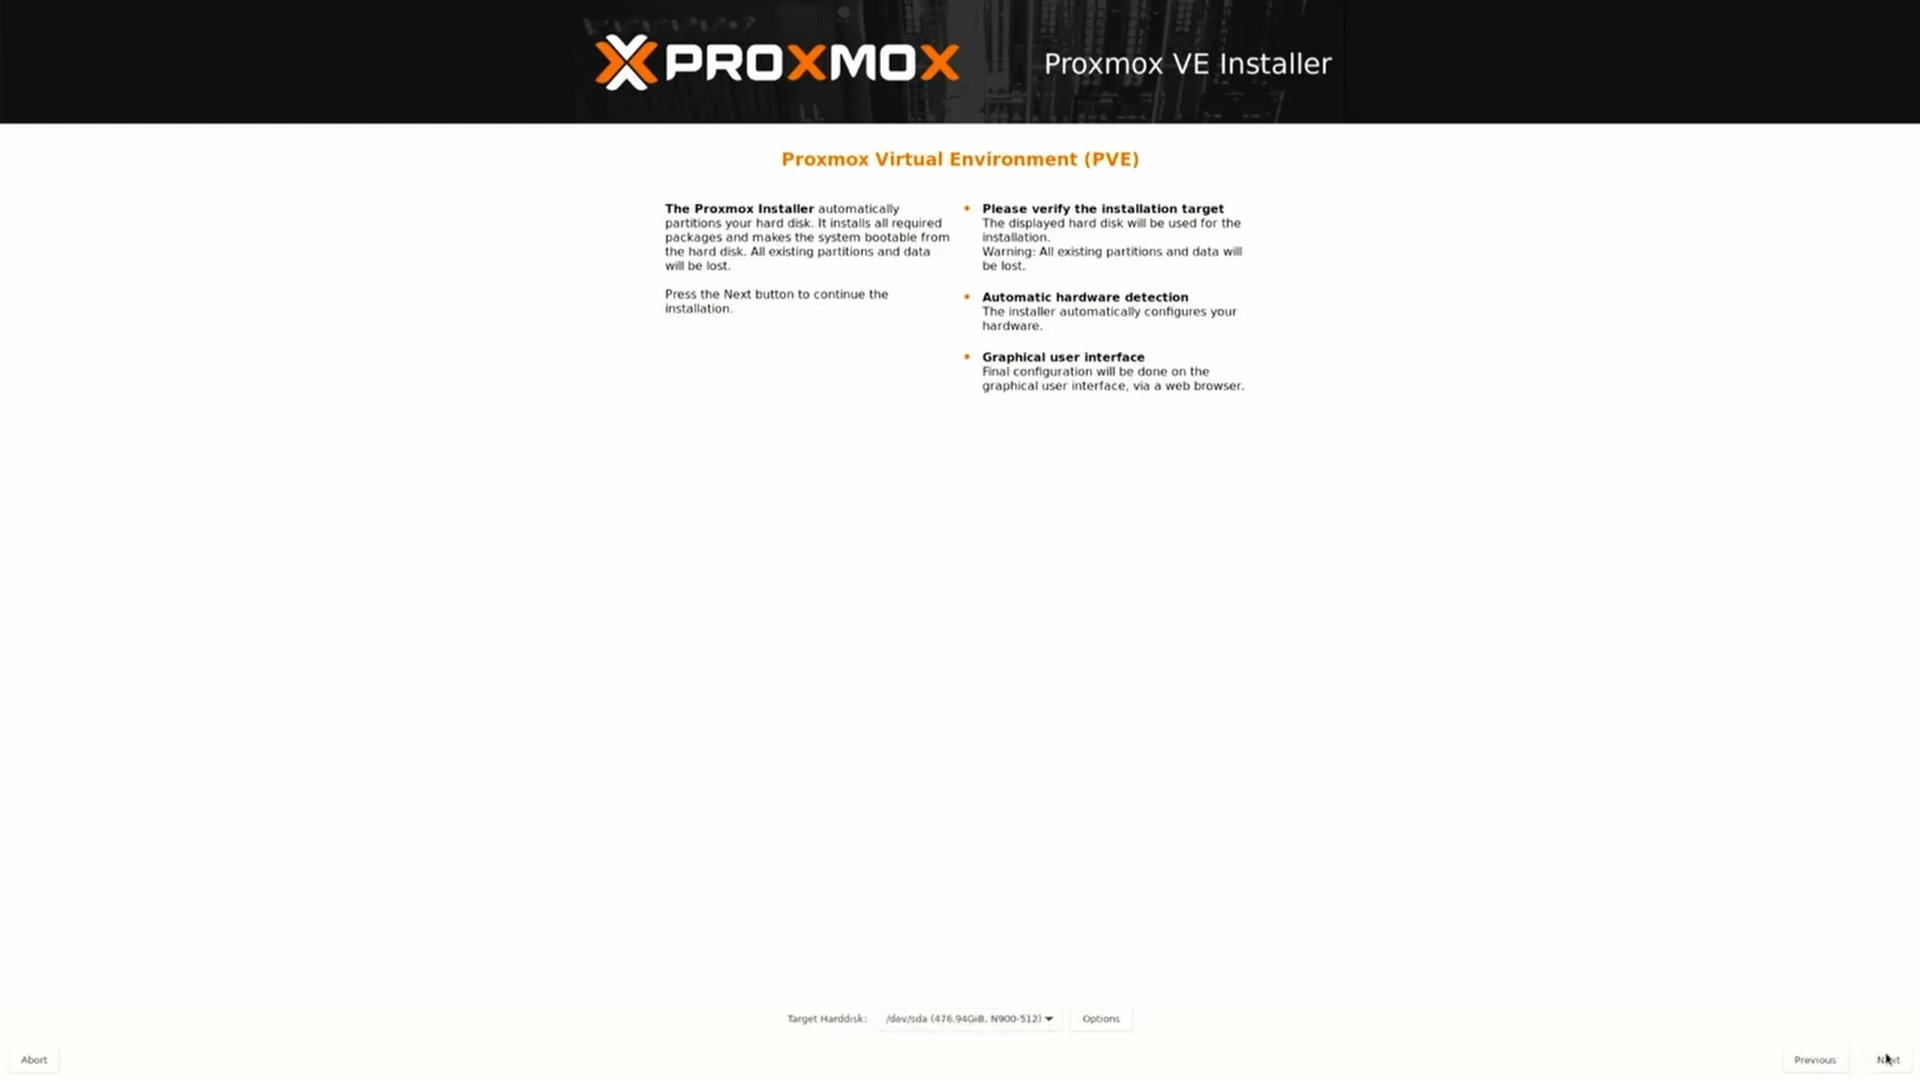 PROXMOX
Proxmox VE Installer
Proxmox Virtual Environment (PVE)
The Proxmox Installer automatically
partitions your hard disk. It installs all required
packages and makes the system bootable from
the hard disk. All existing partitions and data
will be lost.
Press the Next button to continue the
installation.
• Please verify the installation target
The displayed hard disk will be used for the
installation.
Warning: All existing partitions and data will
be lost.
• Automatic hardware detection
The installer automatically configures your
hardware.
• Graphical user interface
Final configuration will be done on the
graphical user interface, via a web browser.
Target Harddisk: /dev/sda (476.94GiB, N900-512) Options
Abort
Previous
Next